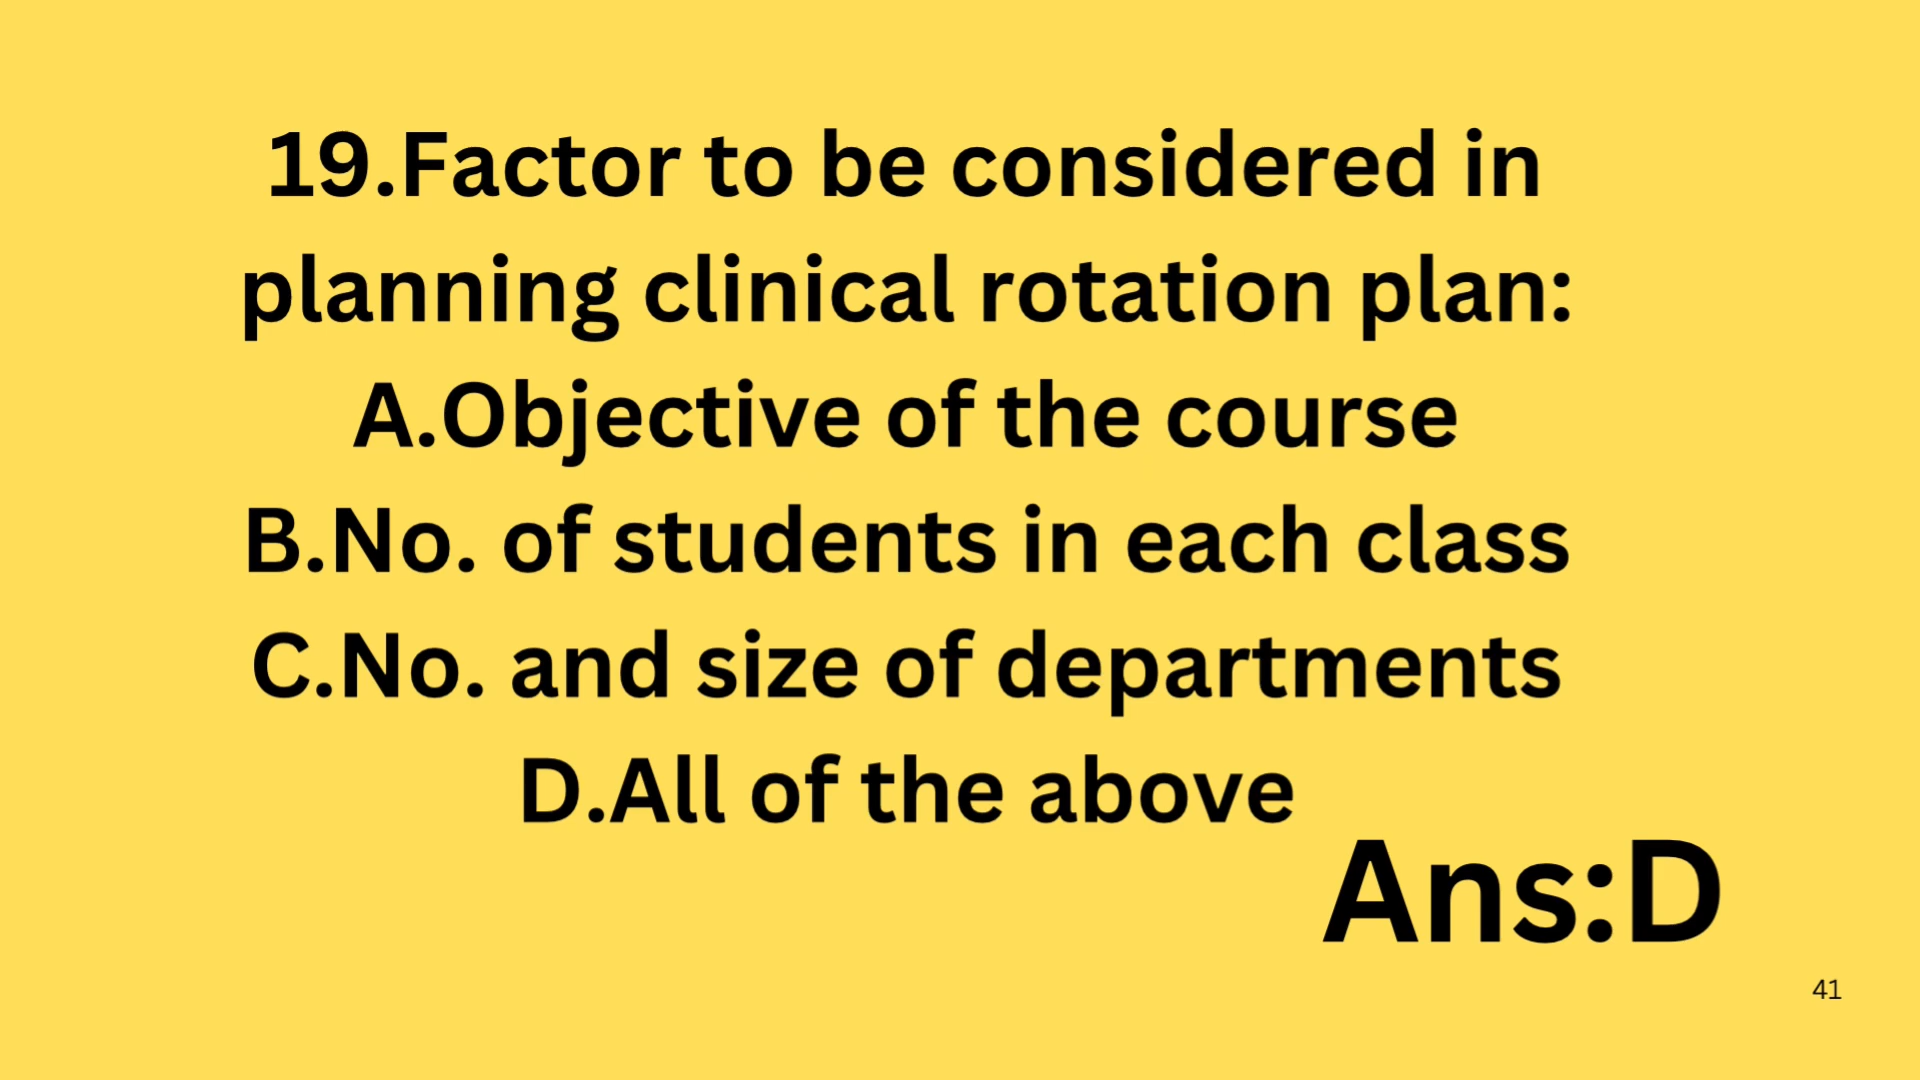 19.Factor to be considered in
planning clinical rotation plan:
A.Objective of the course
B.No. of students in each class
C.No. and size of departments
D.All of the above
Ans:D
41